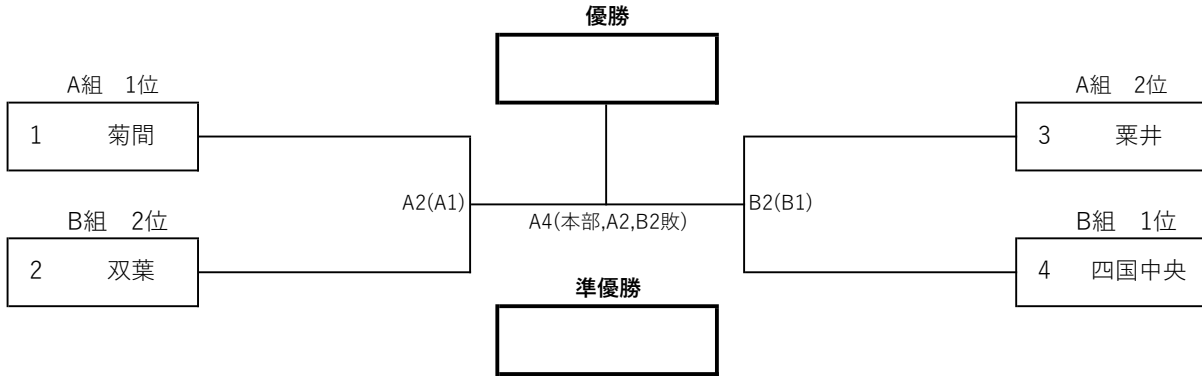 優勝
A組　1位
A組　2位
1　菊間
3　粟井
A2(A1)
B2(B1)
A4(本部,A2,B2敗)
B組　2位
B組　1位
2　双葉
4　四国中央
準優勝